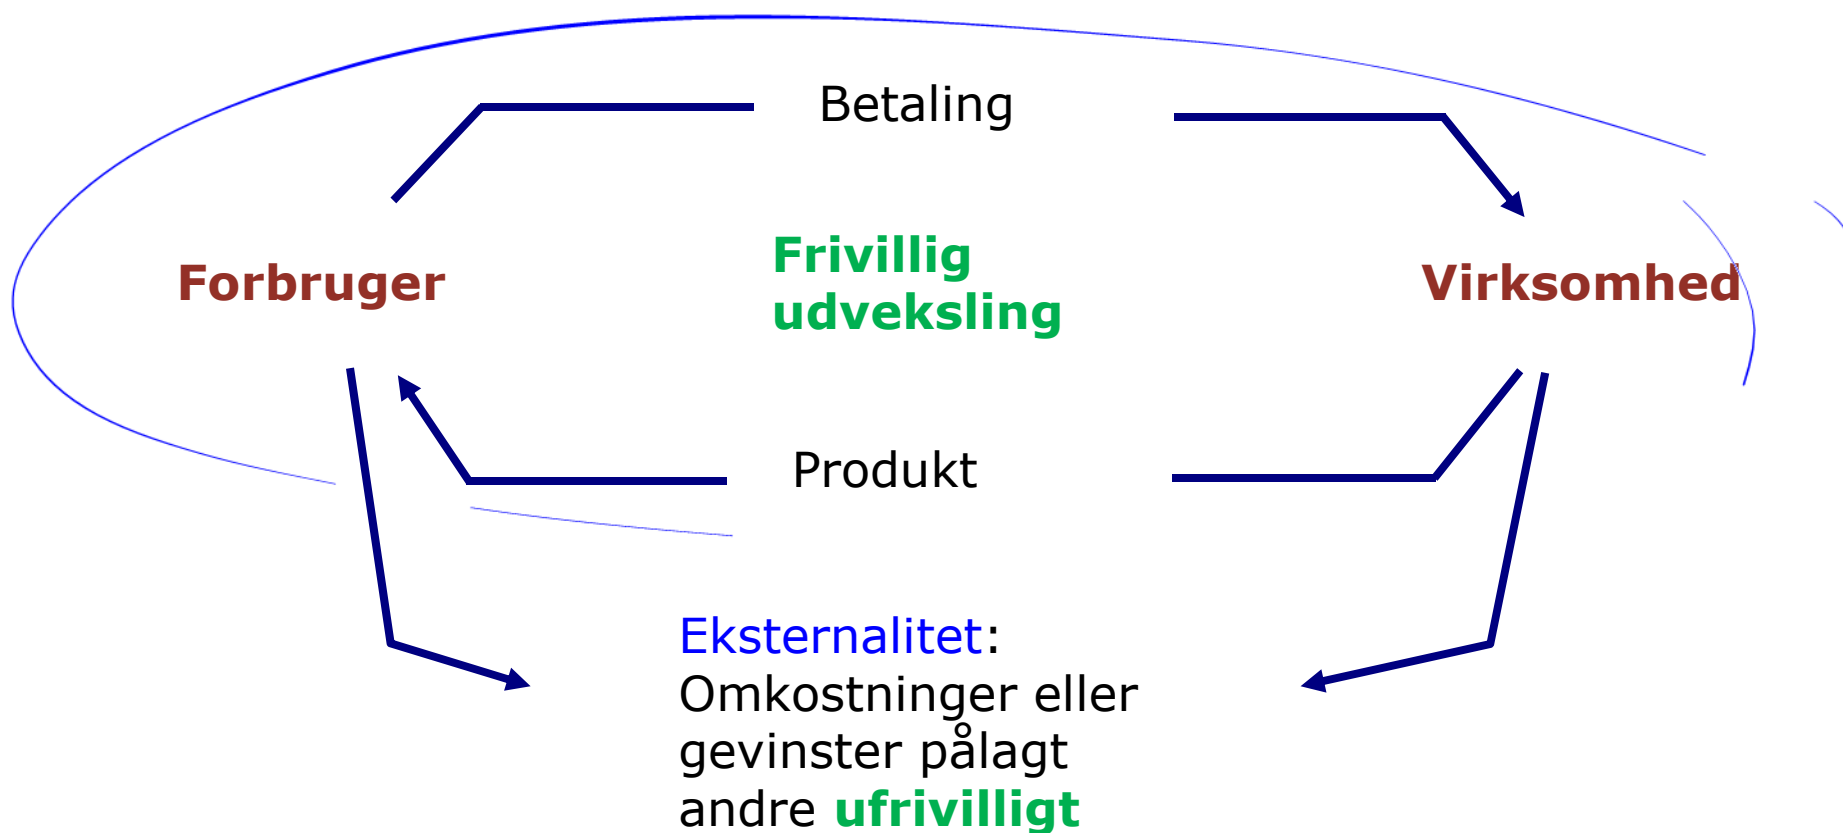 Betaling
Forbruger
Frivillig
udveksling
Virksomhed
Produkt
Eksternalitet:
Omkostninger eller
gevinster pålagt
andre ufrivilligt